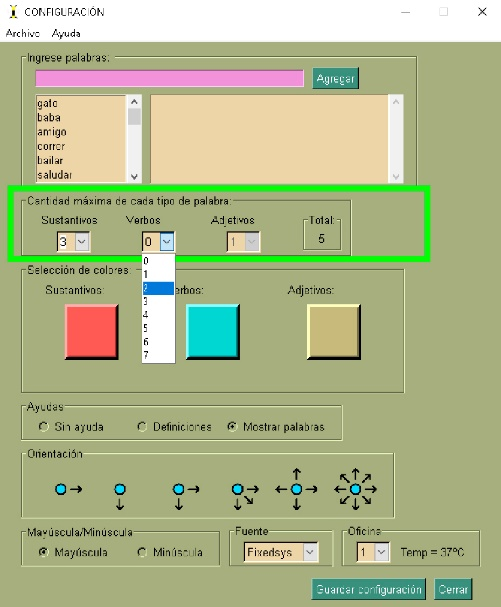 CONFIGURACIÓN
Archivo Ayuda
Ingrese palabras:
Agregar
gato
baba
amigo
correr
bailar
saludar
Cantidad máxima de cada tipo de palabra:
Sustantivos Verbos Adjetivos Total:
3 0 1 5
0
1
2
3
4
5
6
7
Selección de colores:
Sustantivos: erbos: Adjetivos:
Ayudas
Sin ayuda Definiciones Mostrar palabras
Orientación
Mayúscula/Minúscula Fuente Oficina
Mayúscula Minúscula Fixedsys 1 Temp = 37ºC
Guardar configuración Cerrar